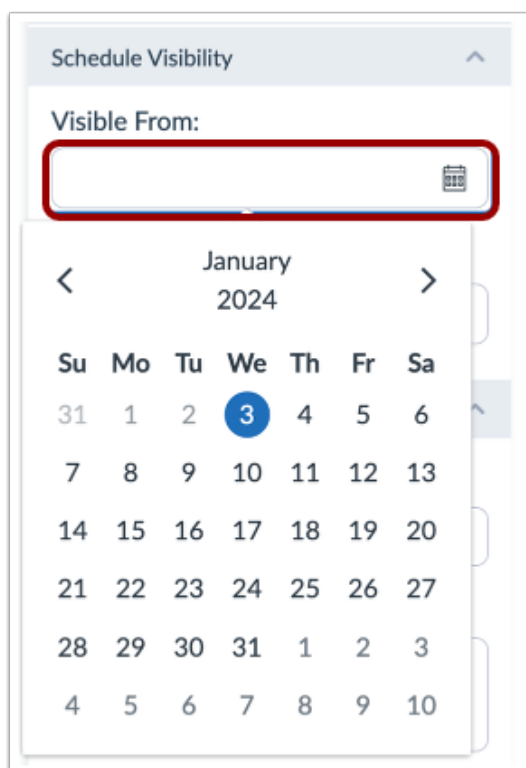 Schedule Visibility
Visible From:
January
2024
Su Mo Tu We Th Fr Sa
31 1 2 3 4 5 6
7 8 9 10 11 12 13
14 15 16 17 18 19 20
21 22 23 24 25 26 27
28 29 30 31 1 2 3
4 5 6 7 8 9 10